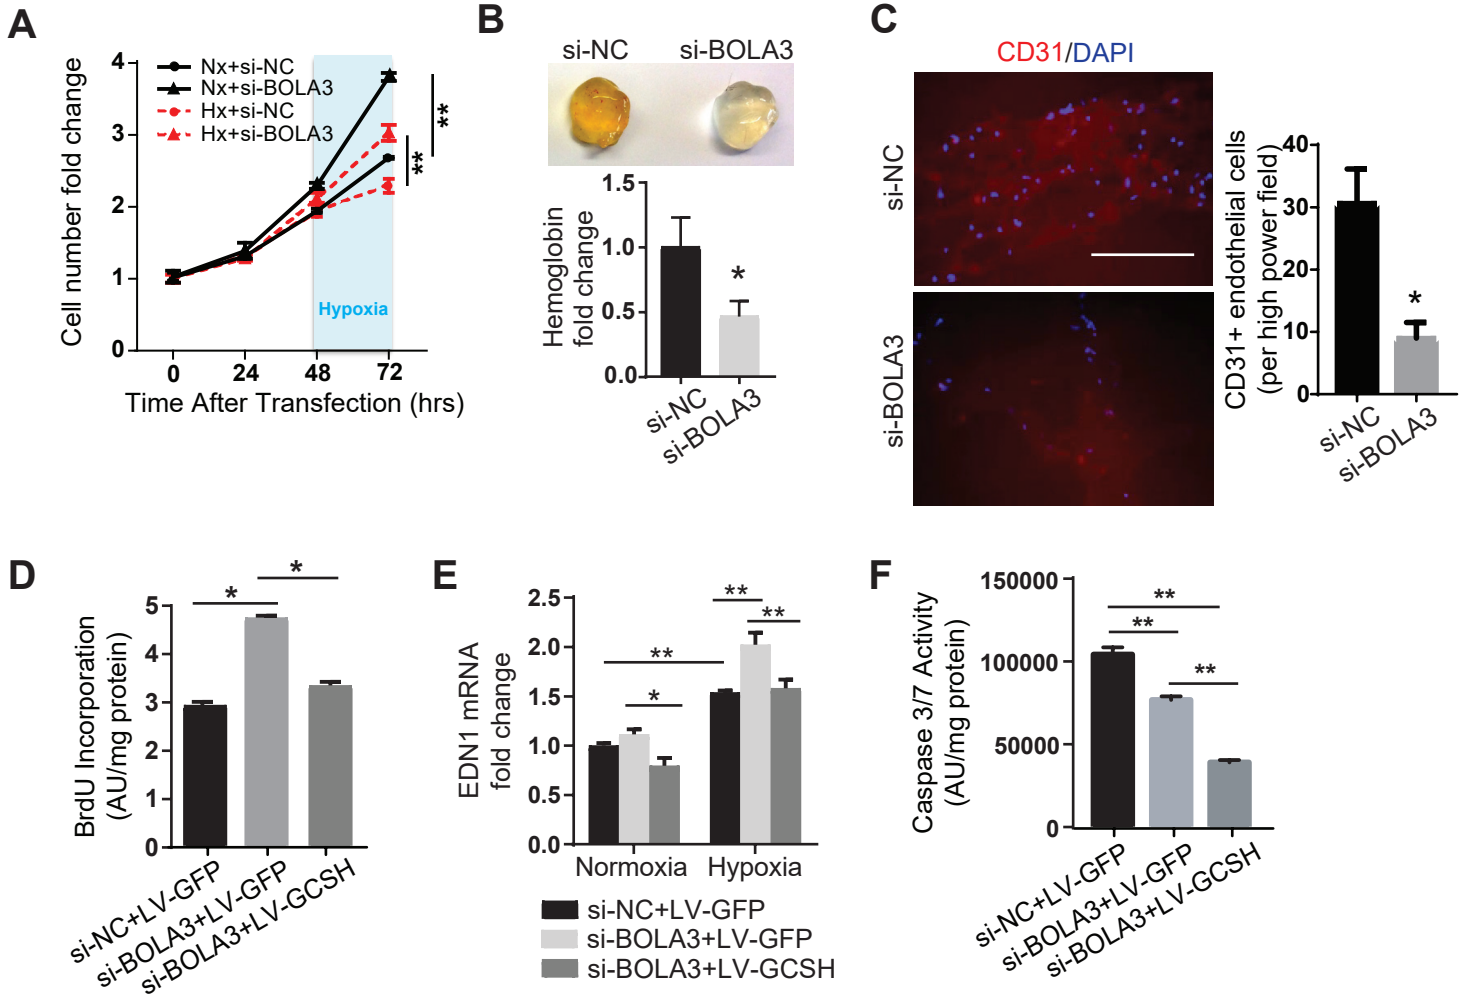 A
Cell number fold change
4
3
2
1
0
Nx+si-NC
Nx+si-BOLA3
Hx+si-NC
Hx+si-BOLA3
**
**
Hypoxia
0 24 48 72
Time After Transfection (hrs)
B
si-NC si-BOLA3
Hemoglobin
fold change
1.5
1.0
0.5
0.0
*
si-NC
si-BOLA3
C
CD31/DAPI
si-NC
si-BOLA3
CD31+ endothelial cells
(per high power field)
40
30
20
10
0
*
si-NC
si-BOLA3
D
BrdU Incorporation
(AU/mg protein)
5
4
3
2
1
0
*
*
si-NC+LV-GFP
si-BOLA3+LV-GFP
si-BOLA3+LV-GCSH
E
EDN1 mRNA
fold change
2.5
2.0
1.5
1.0
0.5
0.0
**
**
**
*
Normoxia Hypoxia
si-NC+LV-GFP
si-BOLA3+LV-GFP
si-BOLA3+LV-GCSH
F
Caspase 3/7 Activity
(AU/mg protein)
150000
100000
50000
0
**
**
**
si-NC+LV-GFP
si-BOLA3+LV-GFP
si-BOLA3+LV-GCSH